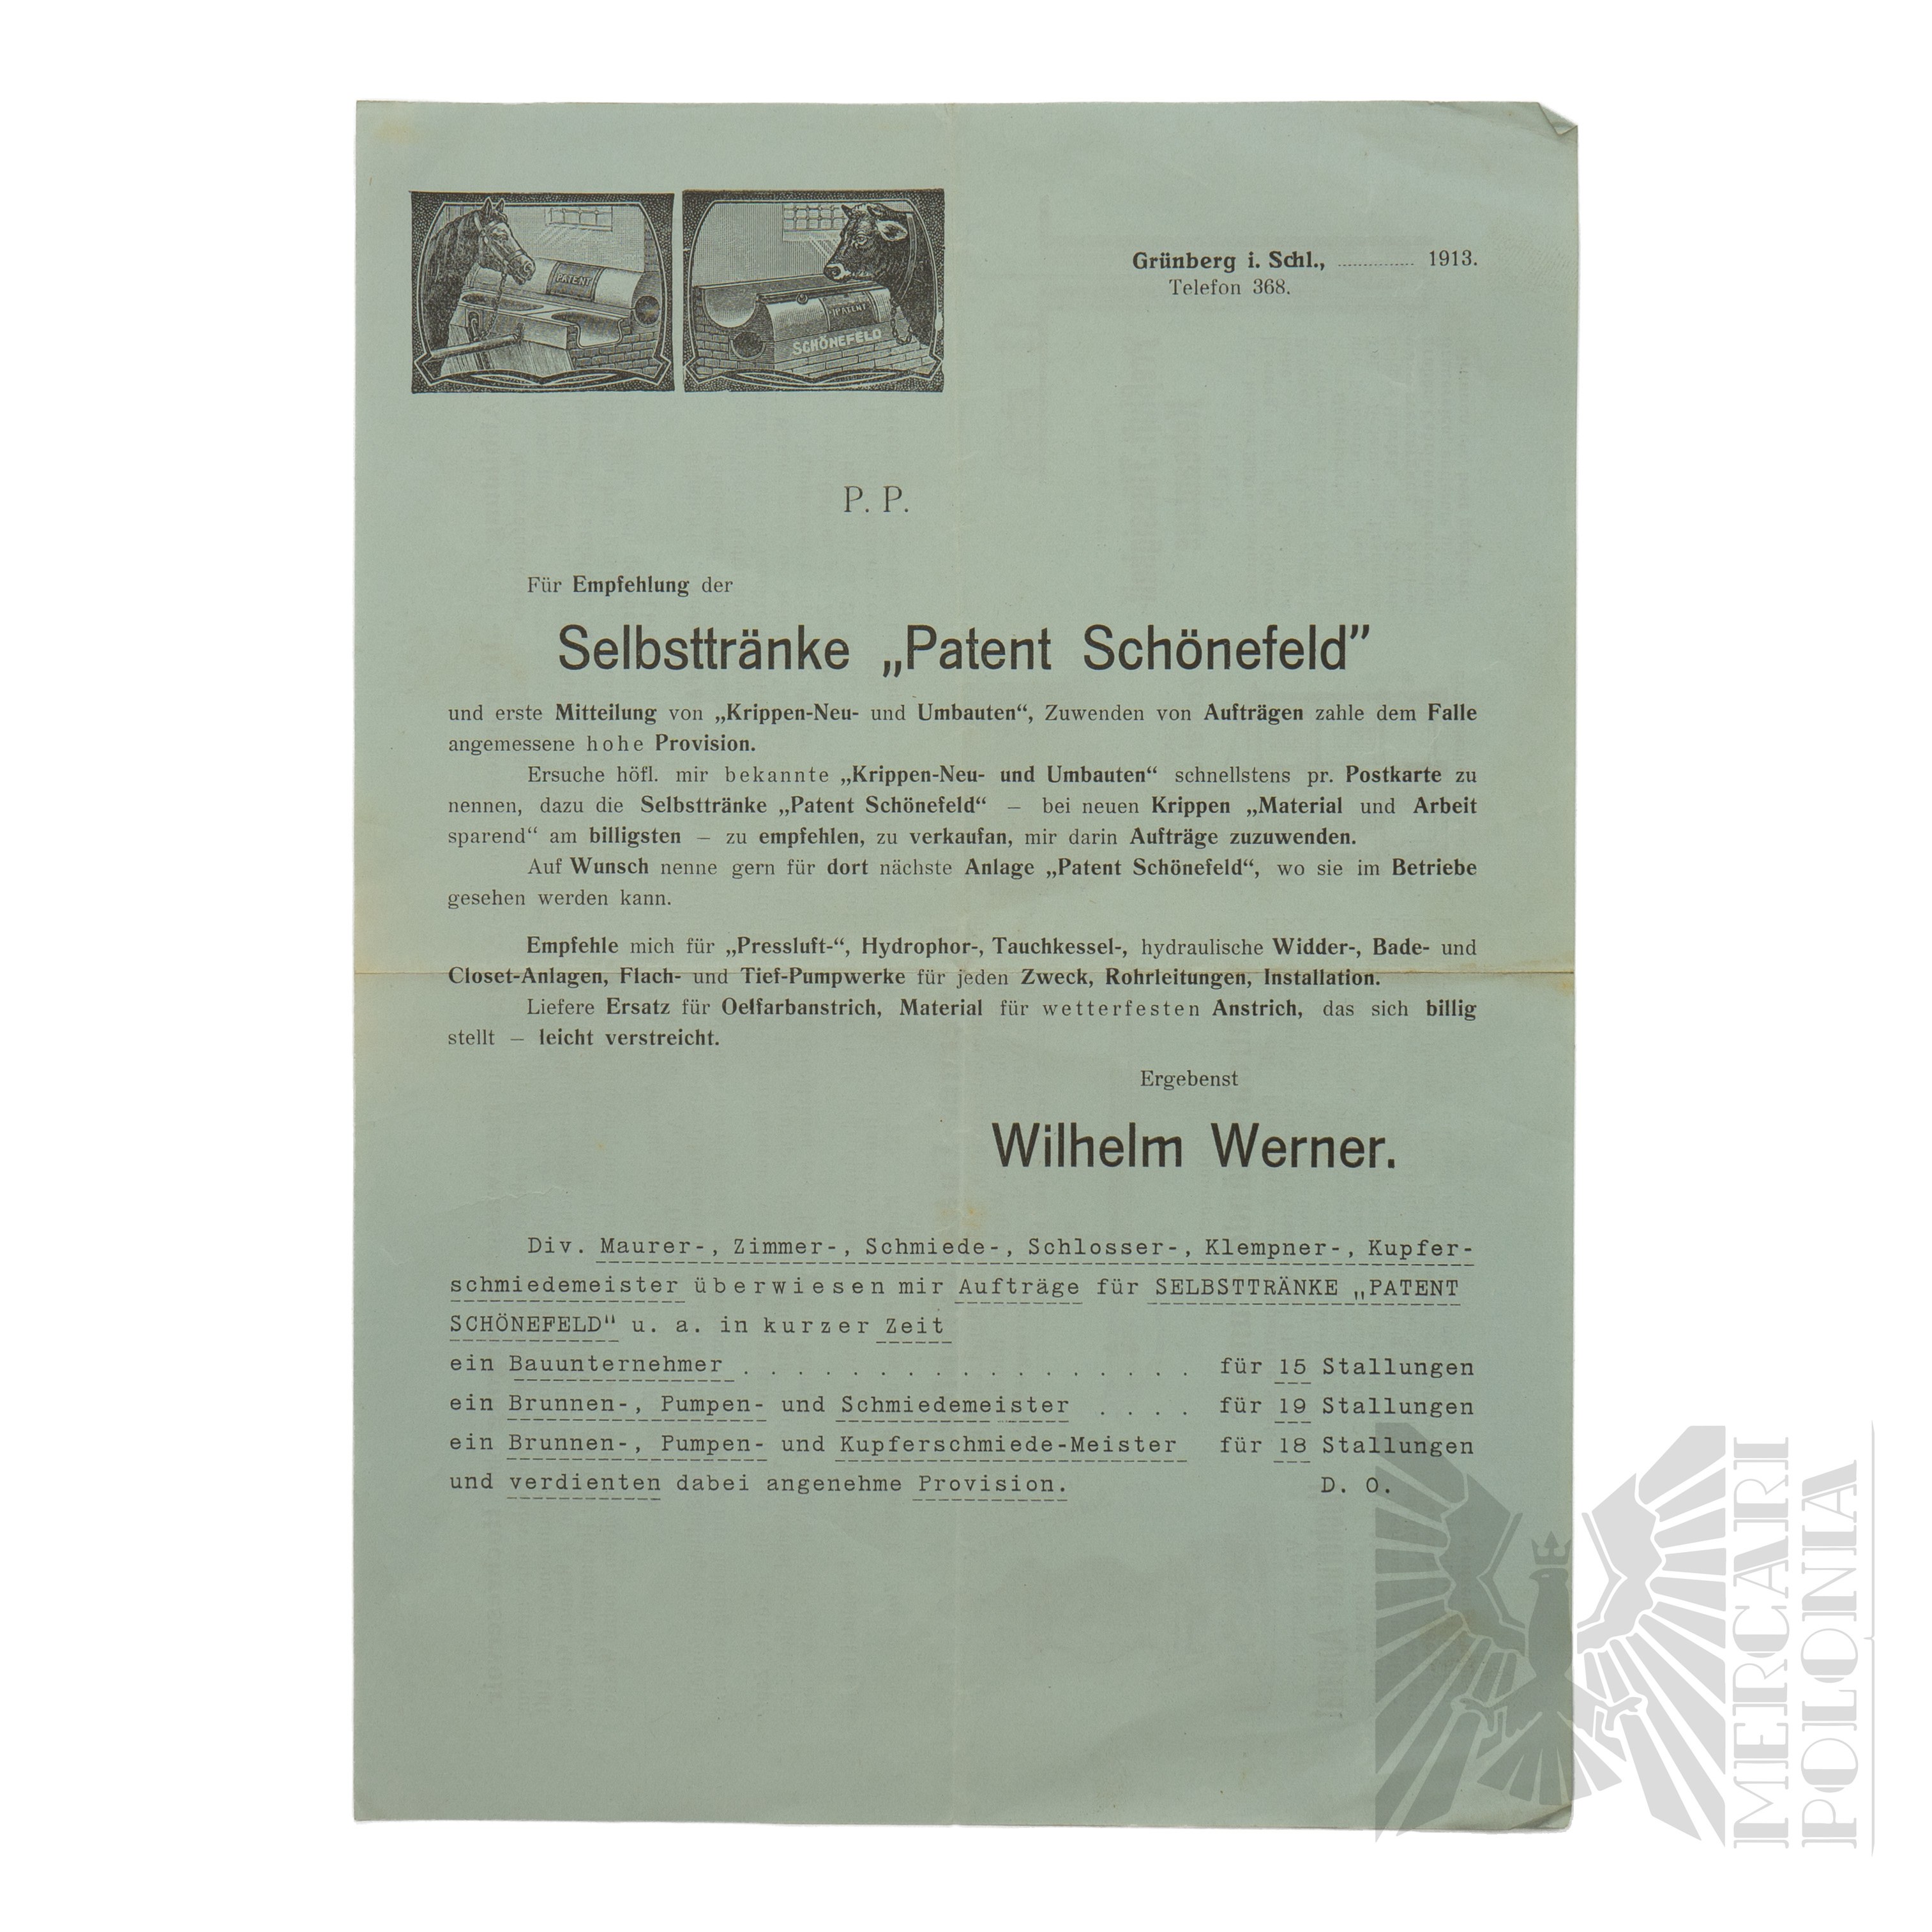 PATENT
PATENT
SCHÖNEFELD
Grünberg i. Schl., ............... 1913.
Telefon 368.
P. P.
Für Empfehlung der
Selbsttränke „Patent Schönefeld”
und erste Mitteilung von „Krippen-Neu- und Umbauten“, Zuwenden von Aufträgen zahle dem Falle
angemessene hohe Provision.
Ersuche höfl. mir bekannte „Krippen-Neu- und Umbauten“ schnellstens pr. Postkarte zu
nennen, dazu die Selbsttränke „Patent Schönefeld“ — bei neuen Krippen „Material und Arbeit
sparend“ am billigsten — zu empfehlen, zu verkaufan, mir darin Aufträge zuzuwenden.
Auf Wunsch nenne gern für dort nächste Anlage „Patent Schönefeld“, wo sie im Betriebe
gesehen werden kann.
Empfehle mich für „Pressluft-“, Hydrophor-, Tauchkessel-, hydraulische Widder-, Bade- und
Closet-Anlagen, Flach- und Tief-Pumpwerke für jeden Zweck, Rohrleitungen, Installation.
Liefere Ersatz für Oelfarbanstrich, Material für wetterfesten Anstrich, das sich billig
stellt — leicht verstreicht.
Ergebenst
Wilhelm Werner.
Div. Maurer-, Zimmer-, Schmiede-, Schlosser-, Klempner-, Kupfer-
schmiedemeister überwiesen mir Aufträge für SELBSTTRÄNKE „PATENT
SCHÖNEFELD" u. a. in kurzer Zeit
ein Bauunternehmer . . . . . . . . . . . . . . . . . für 15 Stallungen
ein Brunnen-, Pumpen- und Schmiedemeister . . . . für 19 Stallungen
ein Brunnen-, Pumpen- und Kupferschmiede-Meister für 18 Stallungen
und verdienten dabei angenehme Provision. D. O.
MERCARI
POLONIA